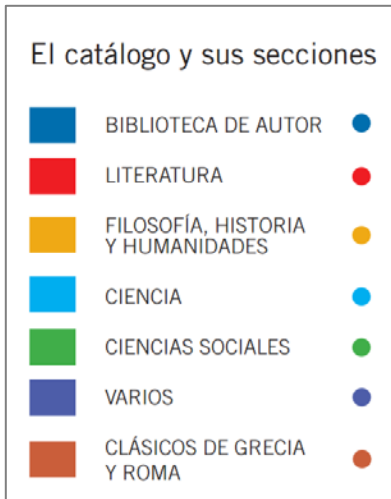 El catálogo y sus secciones
BIBLIOTECA DE AUTOR
LITERATURA
FILOSOFÍA, HISTORIA
Y HUMANIDADES
CIENCIA
CIENCIAS SOCIALES
VARIOS
CLÁSICOS DE GRECIA
Y ROMA